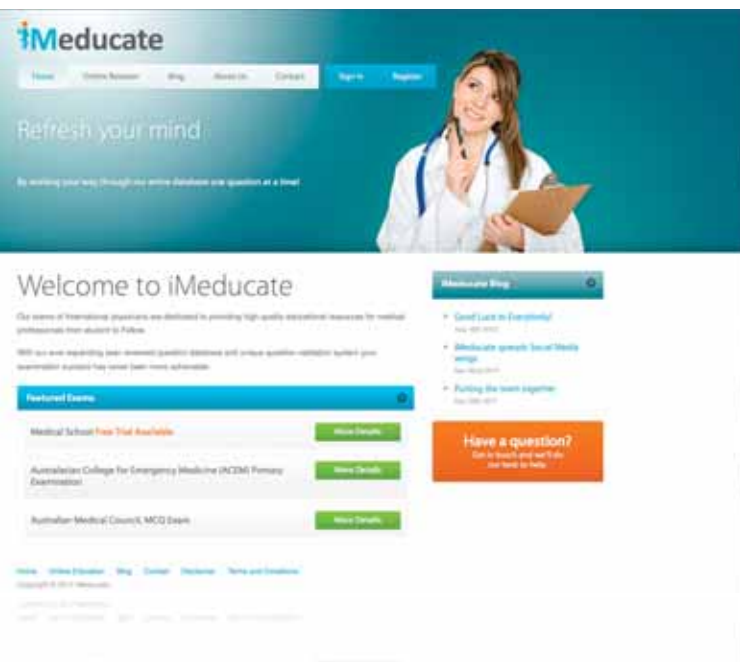 iMeducate
Home Online Revision Blog About Us Contact Sign In Register
Refresh your mind
By working your way through our entire database one question at a time!
Welcome to iMeducate
Our teams of International physicians are dedicated to providing high quality educational resources for medical
professionals from student to Fellow.
With our ever expanding peer reviewed question database and unique question validation system your
examination success has never been more achievable.
Featured Exams
Medical School Free Trial Available
More Details
Australasian College for Emergency Medicine (ACEM) Primary
Examination
More Details
Australian Medical Council, MCQ Exam
More Details
iMeducate Blog
Good Luck to Everybody!
iMeducate spreads Social Media
wings
Putting the team together
Have a question?
Get in touch and we'll do
our best to help
Home Online Education Blog Contact Disclaimer Terms and Conditions
Copyright © iMeducate